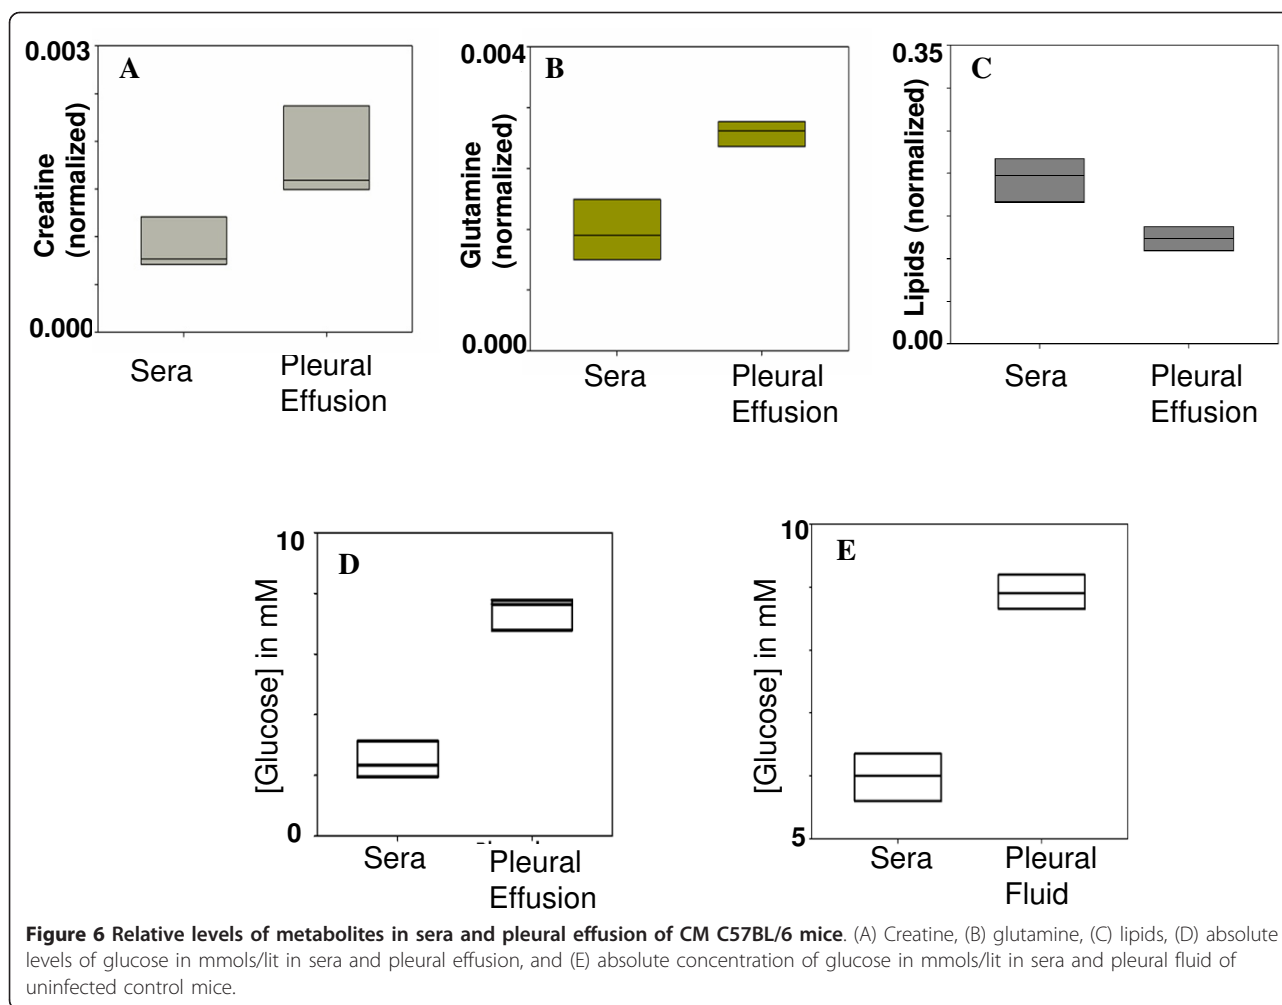 0.003
A
Creatine
(normalized)
0.000
Sera
Pleural
Effusion
0.004
B
Glutamine
(normalized)
0.000
Sera
Pleural
Effusion
0.35
C
Lipids (normalized)
0.00
Sera
Pleural
Effusion
10
D
[Glucose] in mM
0
Sera
Pleural
Effusion
10
E
[Glucose] in mM
5
Sera
Pleural
Fluid
Figure 6 Relative levels of metabolites in sera and pleural effusion of CM C57BL/6 mice. (A) Creatine, (B) glutamine, (C) lipids, (D) absolute
levels of glucose in mmols/lit in sera and pleural effusion, and (E) absolute concentration of glucose in mmols/lit in sera and pleural fluid of
uninfected control mice.